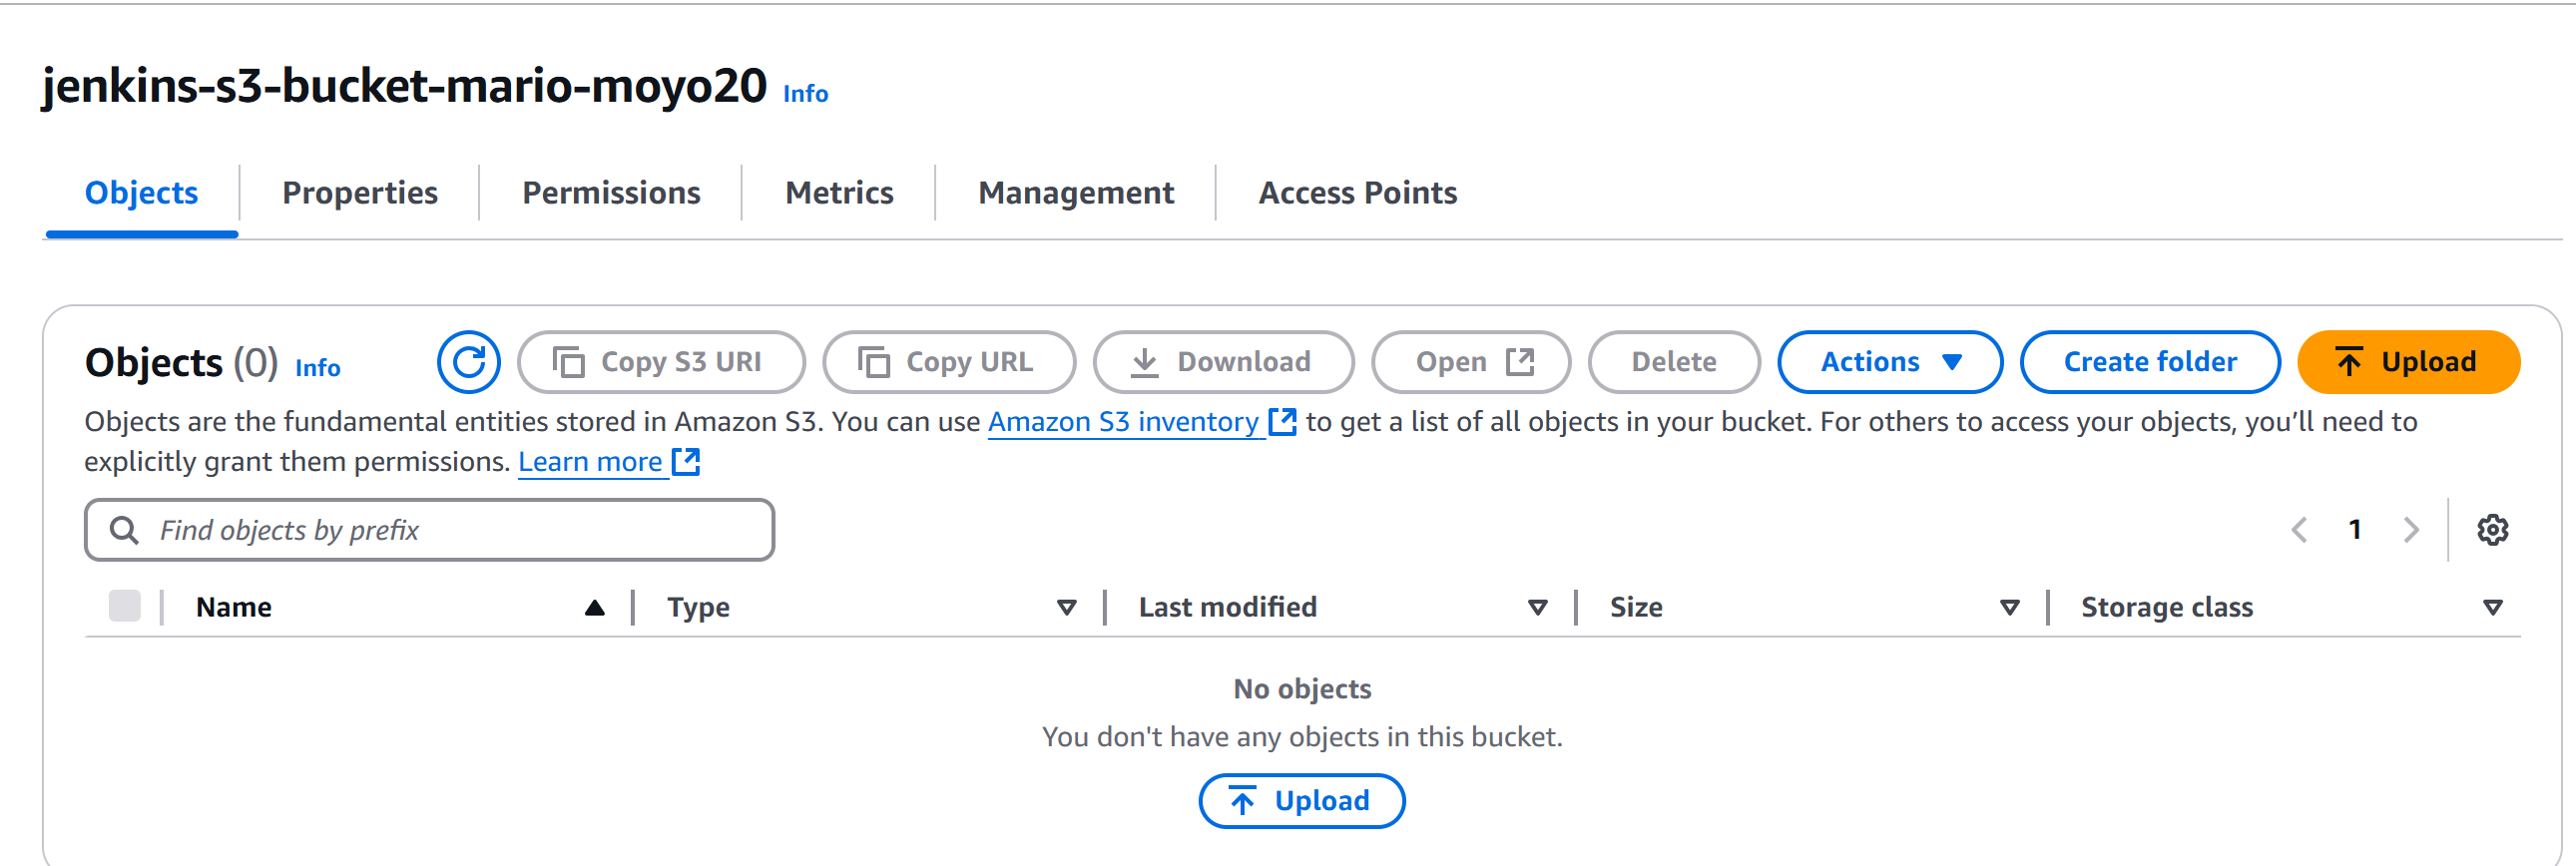 jenkins-s3-bucket-mario-moyo20 Info
Objects Properties Permissions Metrics Management Access Points
Objects (0) Info Copy S3 URI Copy URL Download Open Delete Actions Create folder Upload
Objects are the fundamental entities stored in Amazon S3. You can use Amazon S3 inventory to get a list of all objects in your bucket. For others to access your objects, you’ll need to
explicitly grant them permissions. Learn more
Find objects by prefix 1
Name Type Last modified Size Storage class
No objects
You don't have any objects in this bucket.
Upload